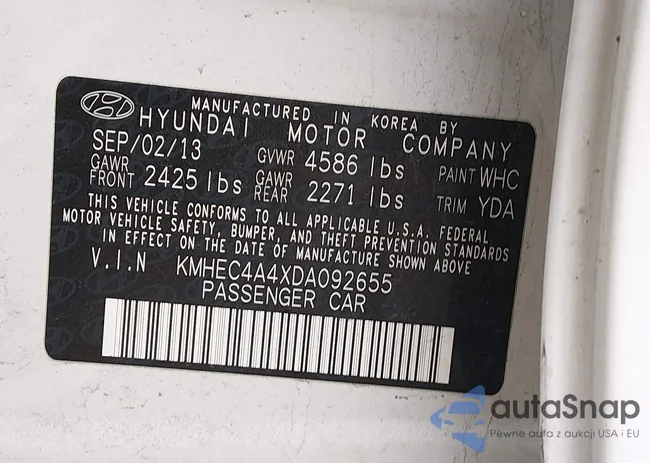 MANUFACTURED IN KOREA BY
HYUNDAI MOTOR COMPANY
SEP/02/13 GVWR 4586 lbs PAINT WHC
GAWR FRONT 2425 lbs GAWR REAR 2271 lbs TRIM YDA
THIS VEHICLE CONFORMS TO ALL APPLICABLE U.S.A. FEDERAL
MOTOR VEHICLE SAFETY, BUMPER, AND THEFT PREVENTION STANDARDS
IN EFFECT ON THE DATE OF MANUFACTURE SHOWN ABOVE
V.I.N KMHEC4A4XDA092655
PASSENGER CAR
autaSnap
Pewne auta z aukcji USA i EU